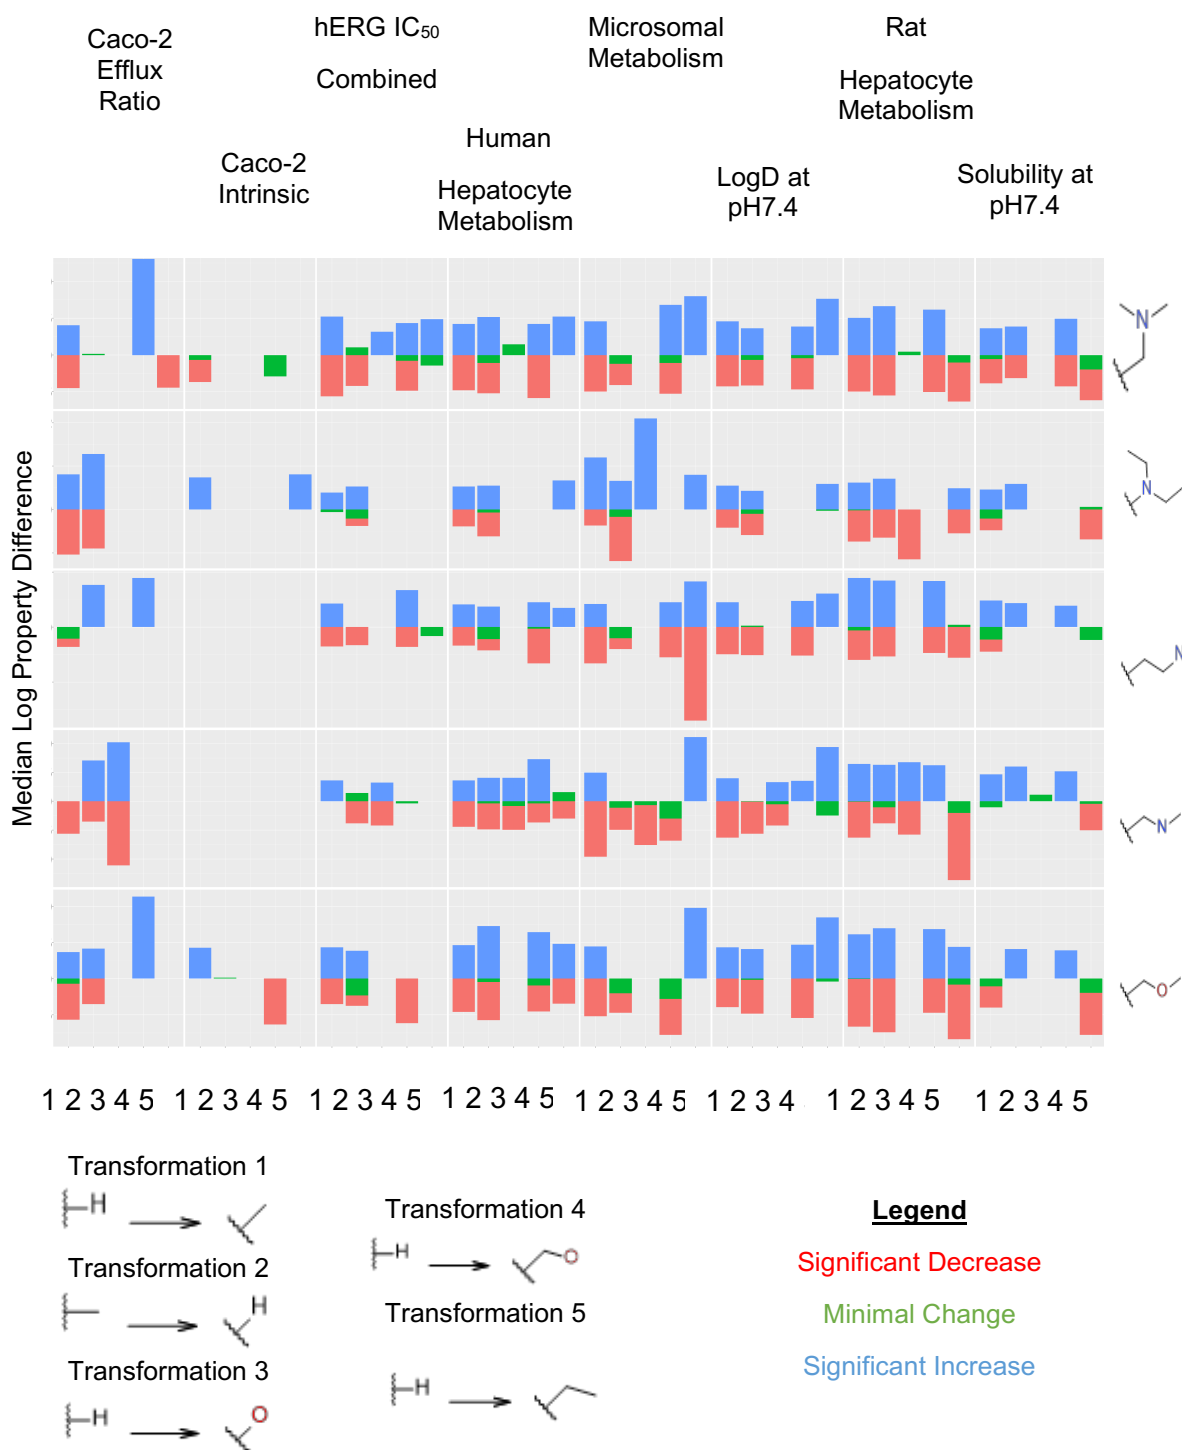 Caco-2
Efflux
Ratio
hERG IC₅₀
Combined
Microsomal
Metabolism
Rat
Hepatocyte
Metabolism
Caco-2
Intrinsic
Human
Hepatocyte
Metabolism
LogD at
pH7.4
Solubility at
pH7.4
Median Log Property Difference
N
N
N
N
O
1 2 3 4 5 1 2 3 4 5 1 2 3 4 5 1 2 3 4 5 1 2 3 4 5 1 2 3 4 1 2 3 4 5 1 2 3 4 5
Transformation 1
H
Transformation 2
H
Transformation 3
H
O
Transformation 4
H
O
Transformation 5
H
Legend
Significant Decrease
Minimal Change
Significant Increase